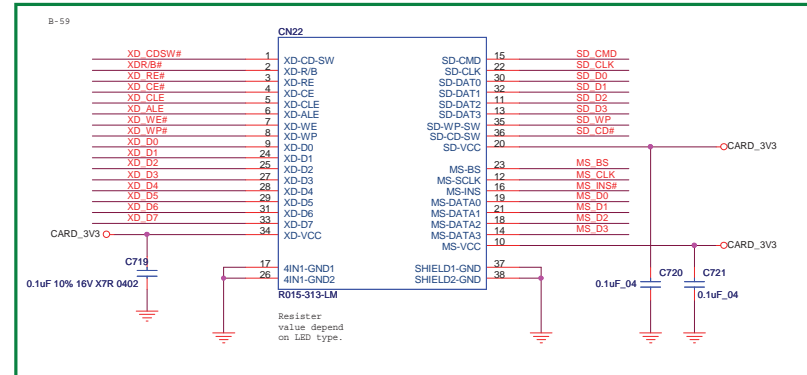 B-59
CN22
XD_CDSW# 1 XD-CD-SW SD-CMD 15 SD_CMD
XDR/B# 2 XD-R/B SD-CLK 22 SD_CLK
XD_RE# 3 XD-RE SD-DAT0 30 SD_D0
XD_CE# 4 XD-CE SD-DAT1 32 SD_D1
XD_CLE 5 XD-CLE SD-DAT2 11 SD_D2
XD_ALE 6 XD-ALE SD-DAT3 13 SD_D3
XD_WE# 7 XD-WE SD-WP-SW 35 SD_WP
XD_WP# 8 XD-WP SD-CD-SW 36 SD_CD#
XD_D0 9 XD-D0 SD-VCC 20 CARD_3V3
XD_D1 24 XD-D1
XD_D2 25 XD-D2 MS-BS 23 MS_BS
XD_D3 27 XD-D3 MS-SCLK 12 MS_CLK
XD_D4 28 XD-D4 MS-INS 16 MS_INS#
XD_D5 29 XD-D5 MS-DATA0 19 MS_D0
XD_D6 31 XD-D6 MS-DATA1 21 MS_D1
XD_D7 33 XD-D7 MS-DATA2 18 MS_D2
CARD_3V3 34 XD-VCC MS-DATA3 14 MS_D3
MS-VCC 10 CARD_3V3
C719
0.1uF 10% 16V X7R 0402
17 4IN1-GND1 SHIELD1-GND 37
26 4IN1-GND2 SHIELD2-GND 38
C720
0.1uF_04
C721
0.1uF_04
R015-313-LM
Resister
value depend
on LED type.